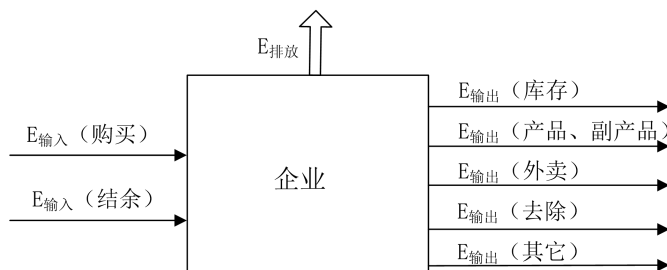 E排放
E输入（购买）
E输入（结余）
企业
E输出（库存）
E输出（产品、副产品）
E输出（外卖）
E输出（去除）
E输出（其它）